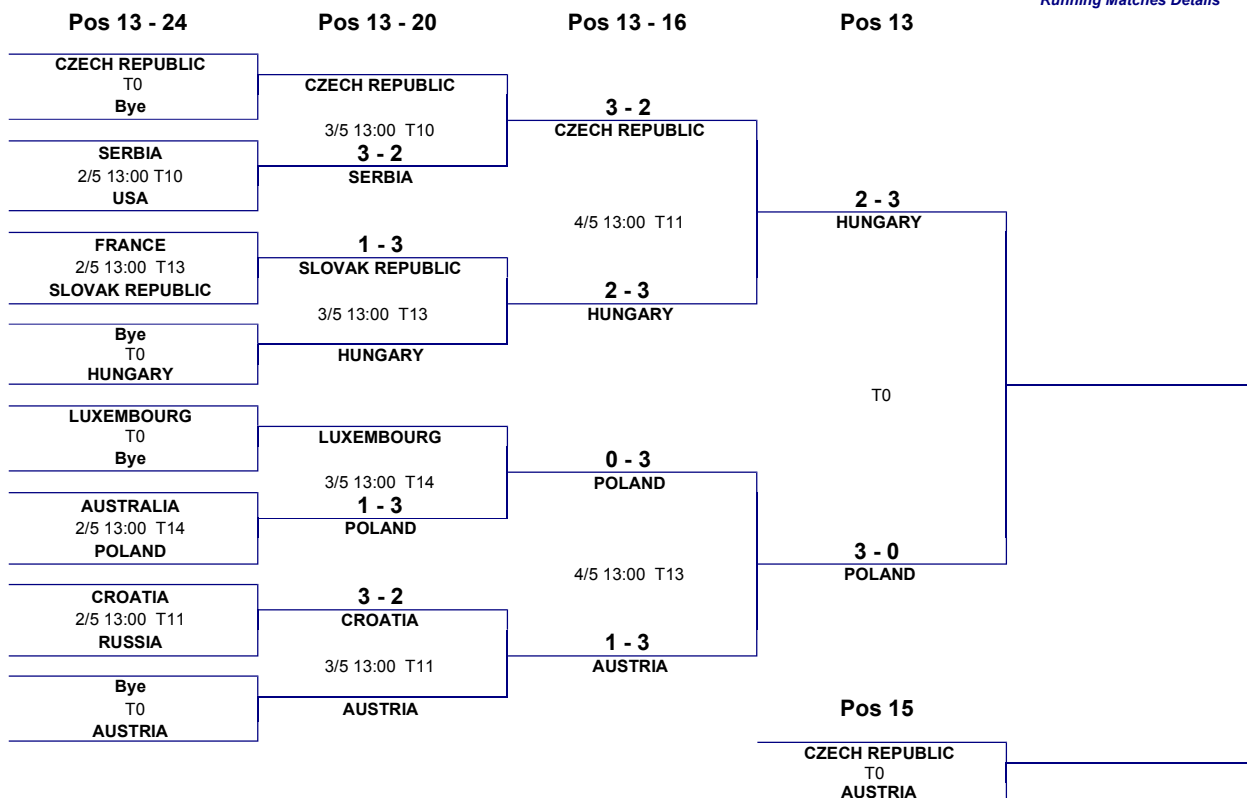 Running Matches Details
Pos 13 - 24
Pos 13 - 20
Pos 13 - 16
Pos 13
CZECH REPUBLIC
T0
Bye
SERBIA
2/5 13:00 T10
USA
FRANCE
2/5 13:00 T13
SLOVAK REPUBLIC
Bye
T0
HUNGARY
LUXEMBOURG
T0
Bye
AUSTRALIA
2/5 13:00 T14
POLAND
CROATIA
2/5 13:00 T11
RUSSIA
Bye
T0
AUSTRIA
CZECH REPUBLIC
3/5 13:00 T10
3 - 2
SERBIA
1 - 3
SLOVAK REPUBLIC
3/5 13:00 T13
HUNGARY
LUXEMBOURG
3/5 13:00 T14
1 - 3
POLAND
3 - 2
CROATIA
3/5 13:00 T11
AUSTRIA
3 - 2
CZECH REPUBLIC
4/5 13:00 T11
2 - 3
HUNGARY
0 - 3
POLAND
4/5 13:00 T13
1 - 3
AUSTRIA
2 - 3
HUNGARY
T0
3 - 0
POLAND
Pos 15
CZECH REPUBLIC
T0
AUSTRIA